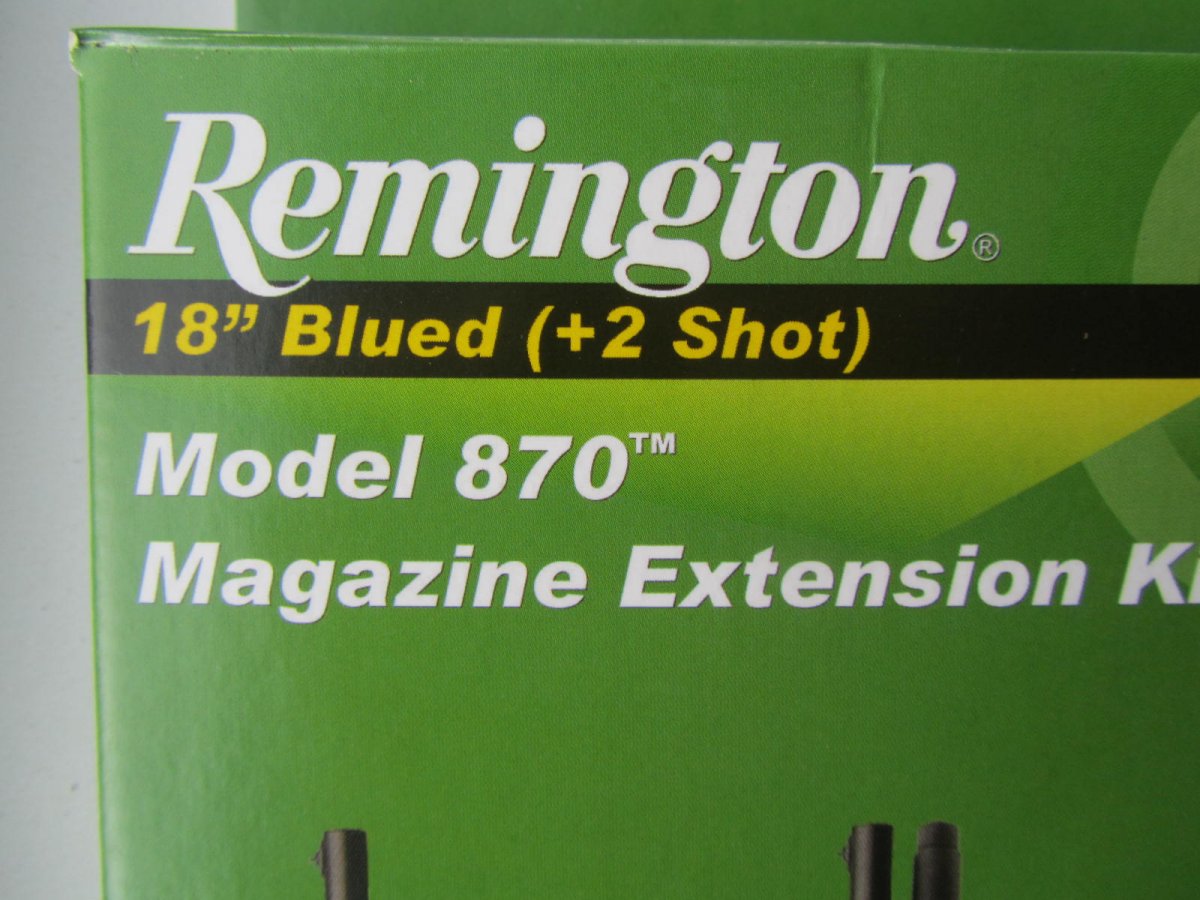 Remington®
18” Blued (+2 Shot)
Model 870™
Magazine Extension